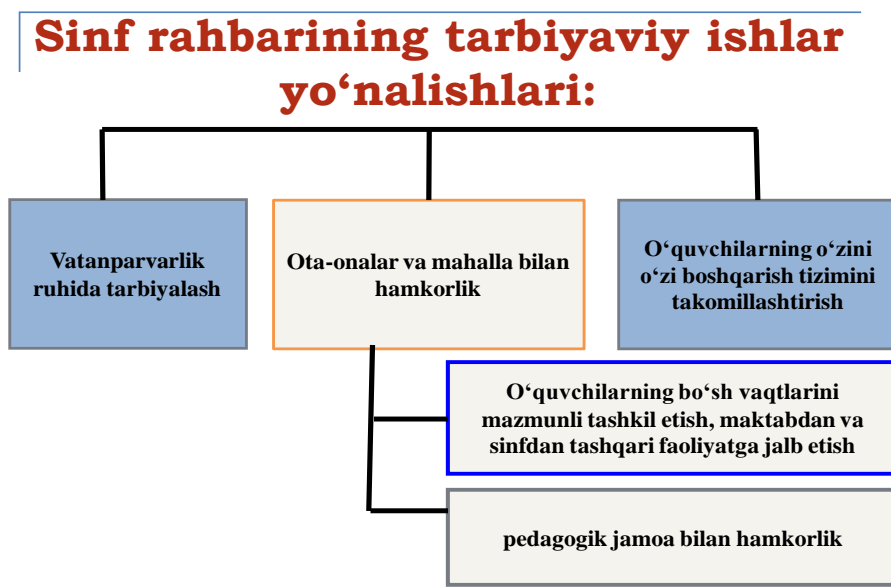 Sinf rahbarining tarbiyaviy ishlar
yo‘nalishlari:
Vatanparvarlik
ruhida tarbiyalash
Ota-onalar va mahalla bilan
hamkorlik
O‘quvchilarning o‘zini
o‘zi boshqarish tizimini
takomillashtirish
O‘quvchilarning bo‘sh vaqtlarini
mazmunli tashkil etish, maktabdan va
sinfdan tashqari faoliyatga jalb etish
pedagogik jamoa bilan hamkorlik